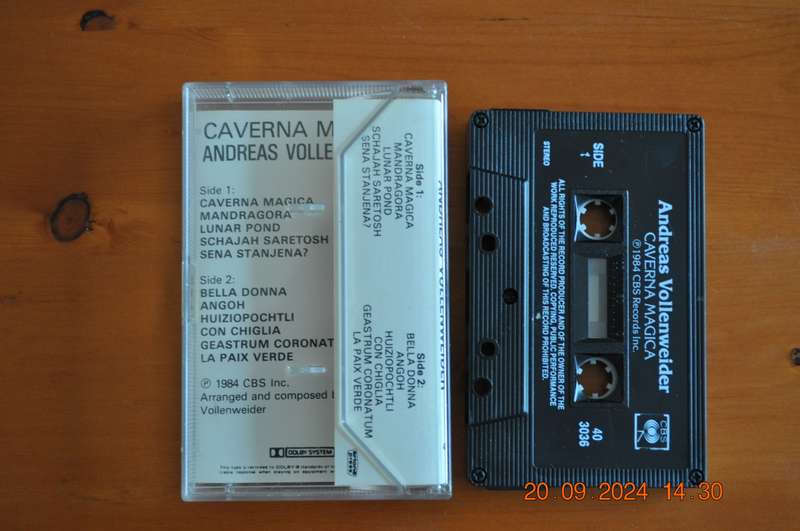 CAVERNA M
ANDREAS VOLLE
Side 1:
CAVERNA MAGICA
MANDRAGORA
LUNAR POND
SCHAJAH SARETOSH
SENA STANJENA?
Side 2:
BELLA DONNA
ANGOH
HUIZIOPOCHTLI
CON CHIGLIA
GEASTRUM CORONAT
LA PAIX VERDE
℗ 1984 CBS Inc.
Arranged and composed b
Vollenweider
DOLBY SYSTEM
Side 1:
CAVERNA MAGICA
MANDRAGORA
LUNAR POND
SCHAJAH SARETOSH
SENA STANJENA?
Side 2:
BELLA DONNA
ANGOH
HUIZIOPOCHTLI
CON CHIGLIA
GEASTRUM CORONATUM
LA PAIX VERDE
ANDREAS VOLLENWEIDER
Andreas Vollenweider
CAVERNA MAGICA
℗ 1984 CBS Records Inc.
SIDE
1
STEREO
40
3036
CBS
ALL RIGHTS OF THE RECORD PRODUCER AND OF THE OWNER OF THE
WORK REPRODUCED RESERVED. COPYING, PUBLIC PERFORMANCE
AND BROADCASTING OF THIS RECORD PROHIBITED.
20.09.2024 14:30